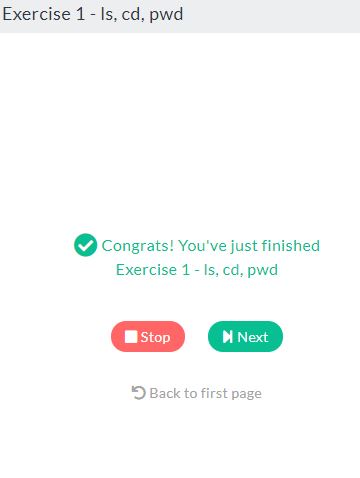 Exercise 1 - ls, cd, pwd
Congrats! You've just finished
Exercise 1 - ls, cd, pwd
Stop
Next
Back to first page